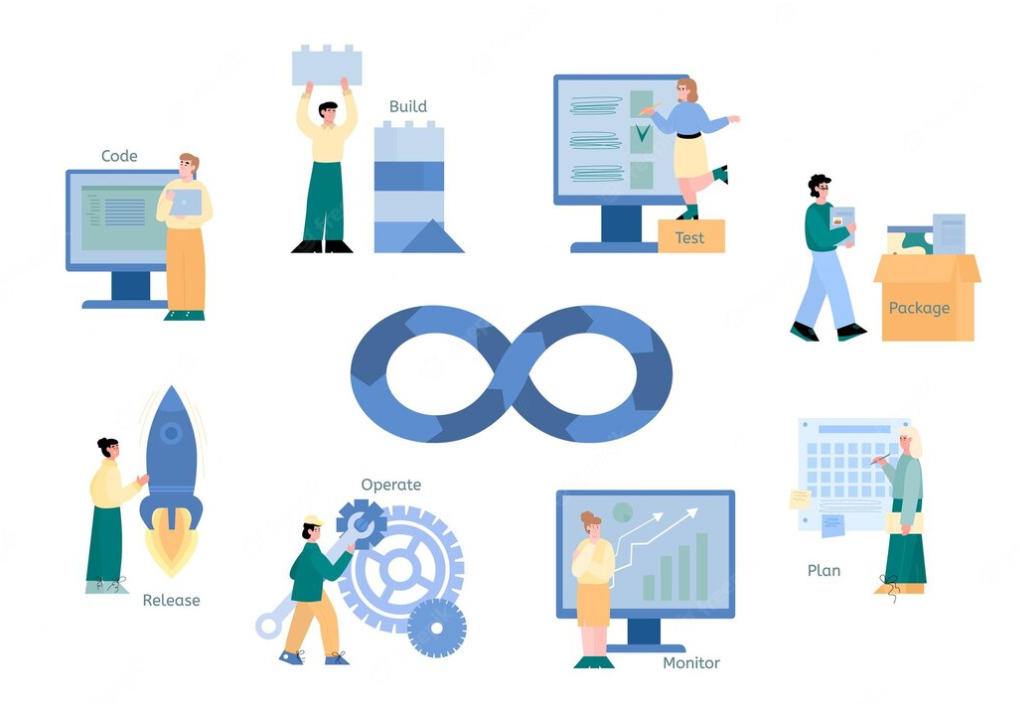 Build
Code
Test
Package
Operate
Plan
Release
Monitor